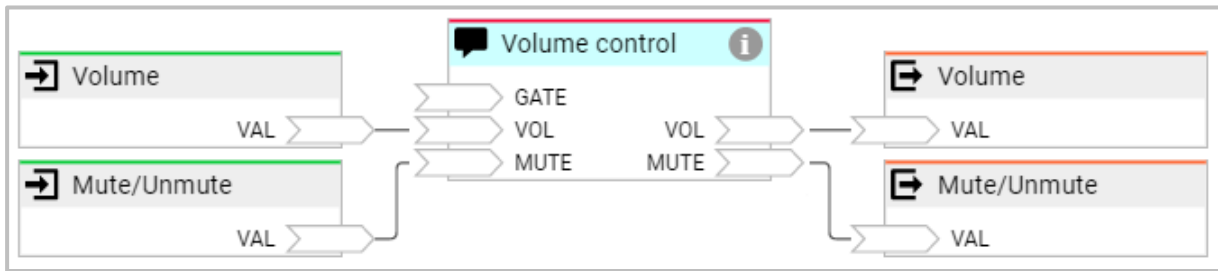 Volume
VAL
Mute/Unmute
VAL
Volume control
i
GATE
VOL VOL
MUTE MUTE
Volume
VAL
Mute/Unmute
VAL